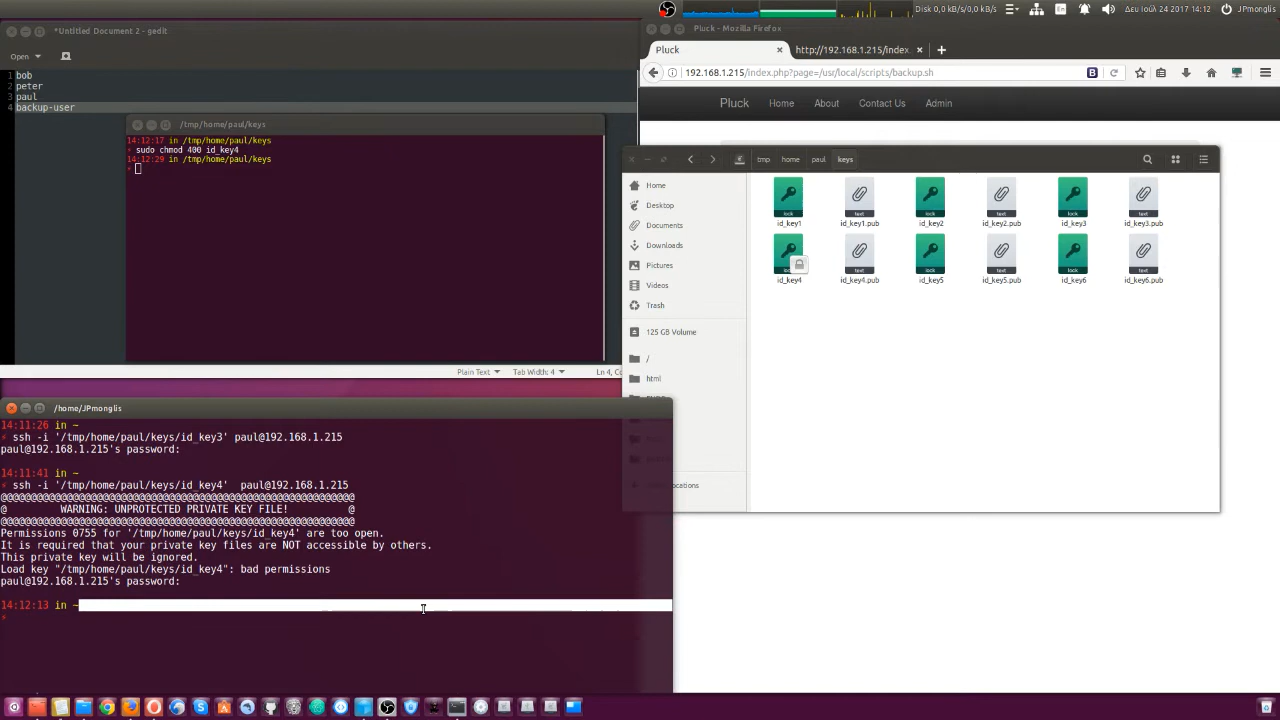 Disk 0,0 kB/s/0,0 kB/s
En
Δευ Ιούλ 24 2017 14:12
JPmonglis
*Untitled Document 2 - gedit
Open
1 bob
2 peter
3 paul
4 backup-user
/tmp/home/paul/keys
14:12:17 in /tmp/home/paul/keys
sudo chmod 400 id_key4
14:12:29 in /tmp/home/paul/keys
Plain Text
Tab Width: 4
Pluck - Mozilla Firefox
Pluck
http://192.168.1.215/index
192.168.1.215/index.php?page=/usr/local/scripts/backup.sh
Pluck
Home
About
Contact Us
Admin
tmp
home
paul
keys
Home
Desktop
Documents
Downloads
Pictures
Videos
Trash
125 GB Volume
/
html
id_key1
id_key1.pub
id_key2
id_key2.pub
id_key3
id_key3.pub
id_key4
id_key4.pub
id_key5
id_key5.pub
id_key6
id_key6.pub
/home/JPmonglis
14:11:26 in ~
ssh -i '/tmp/home/paul/keys/id_key3' paul@192.168.1.215
paul@192.168.1.215's password:
14:11:41 in ~
ssh -i '/tmp/home/paul/keys/id_key4'  paul@192.168.1.215
@@@@@@@@@@@@@@@@@@@@@@@@@@@@@@@@@@@@@@@@@@@@@@@@@@@@@@@@@@@
@         WARNING: UNPROTECTED PRIVATE KEY FILE!          @
@@@@@@@@@@@@@@@@@@@@@@@@@@@@@@@@@@@@@@@@@@@@@@@@@@@@@@@@@@@
Permissions 0755 for '/tmp/home/paul/keys/id_key4' are too open.
It is required that your private key files are NOT accessible by others.
This private key will be ignored.
Load key "/tmp/home/paul/keys/id_key4": bad permissions
paul@192.168.1.215's password:
14:12:13 in ~